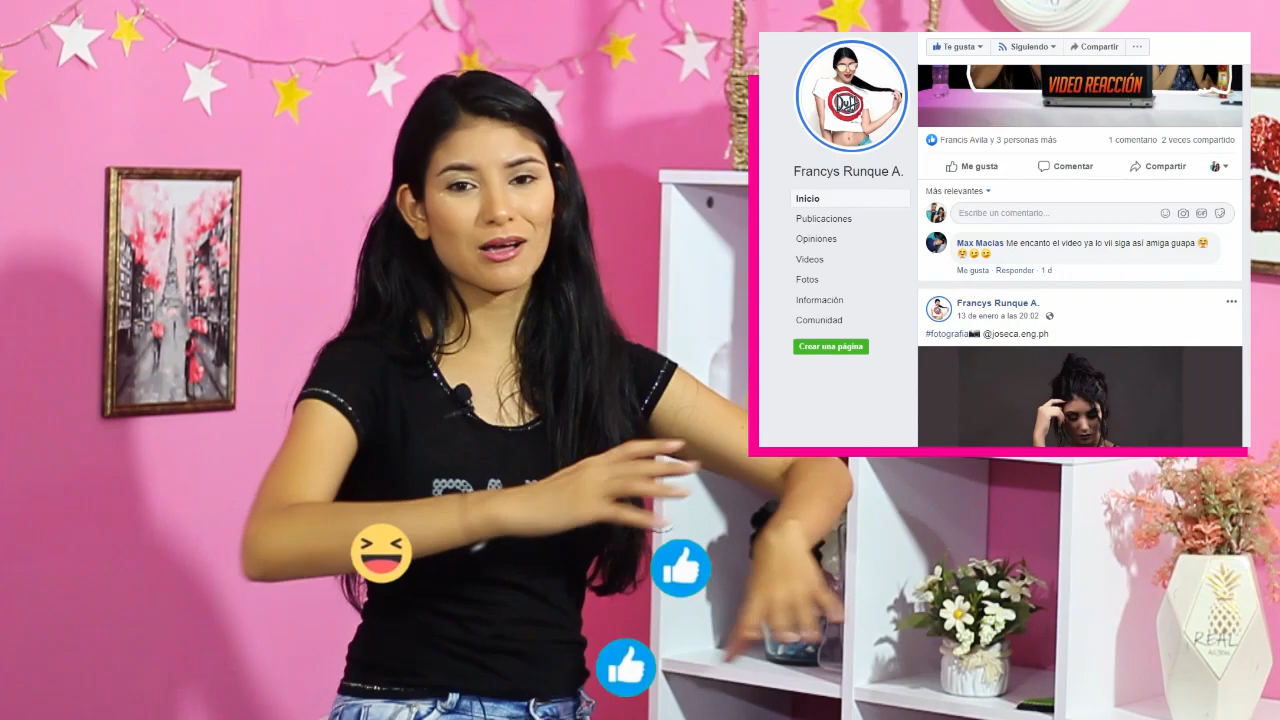 Te gusta
Siguiendo
Compartir
VIDEO REACCIÓN
Francis Avila y 3 personas más
1 comentario 2 veces compartido
Me gusta
Comentar
Compartir
Francys Runque A.
Más relevantes
Inicio
Escribe un comentario...
GIF
Publicaciones
Opiniones
Max Macias Me encanto el video ya lo vii siga así amiga guapa
Videos
Me gusta · Responder · 1 d
Fotos
Información
Francys Runque A.
13 de enero a las 20:02
Comunidad
#fotografia @joseca.eng.ph
Crear una página
REAL